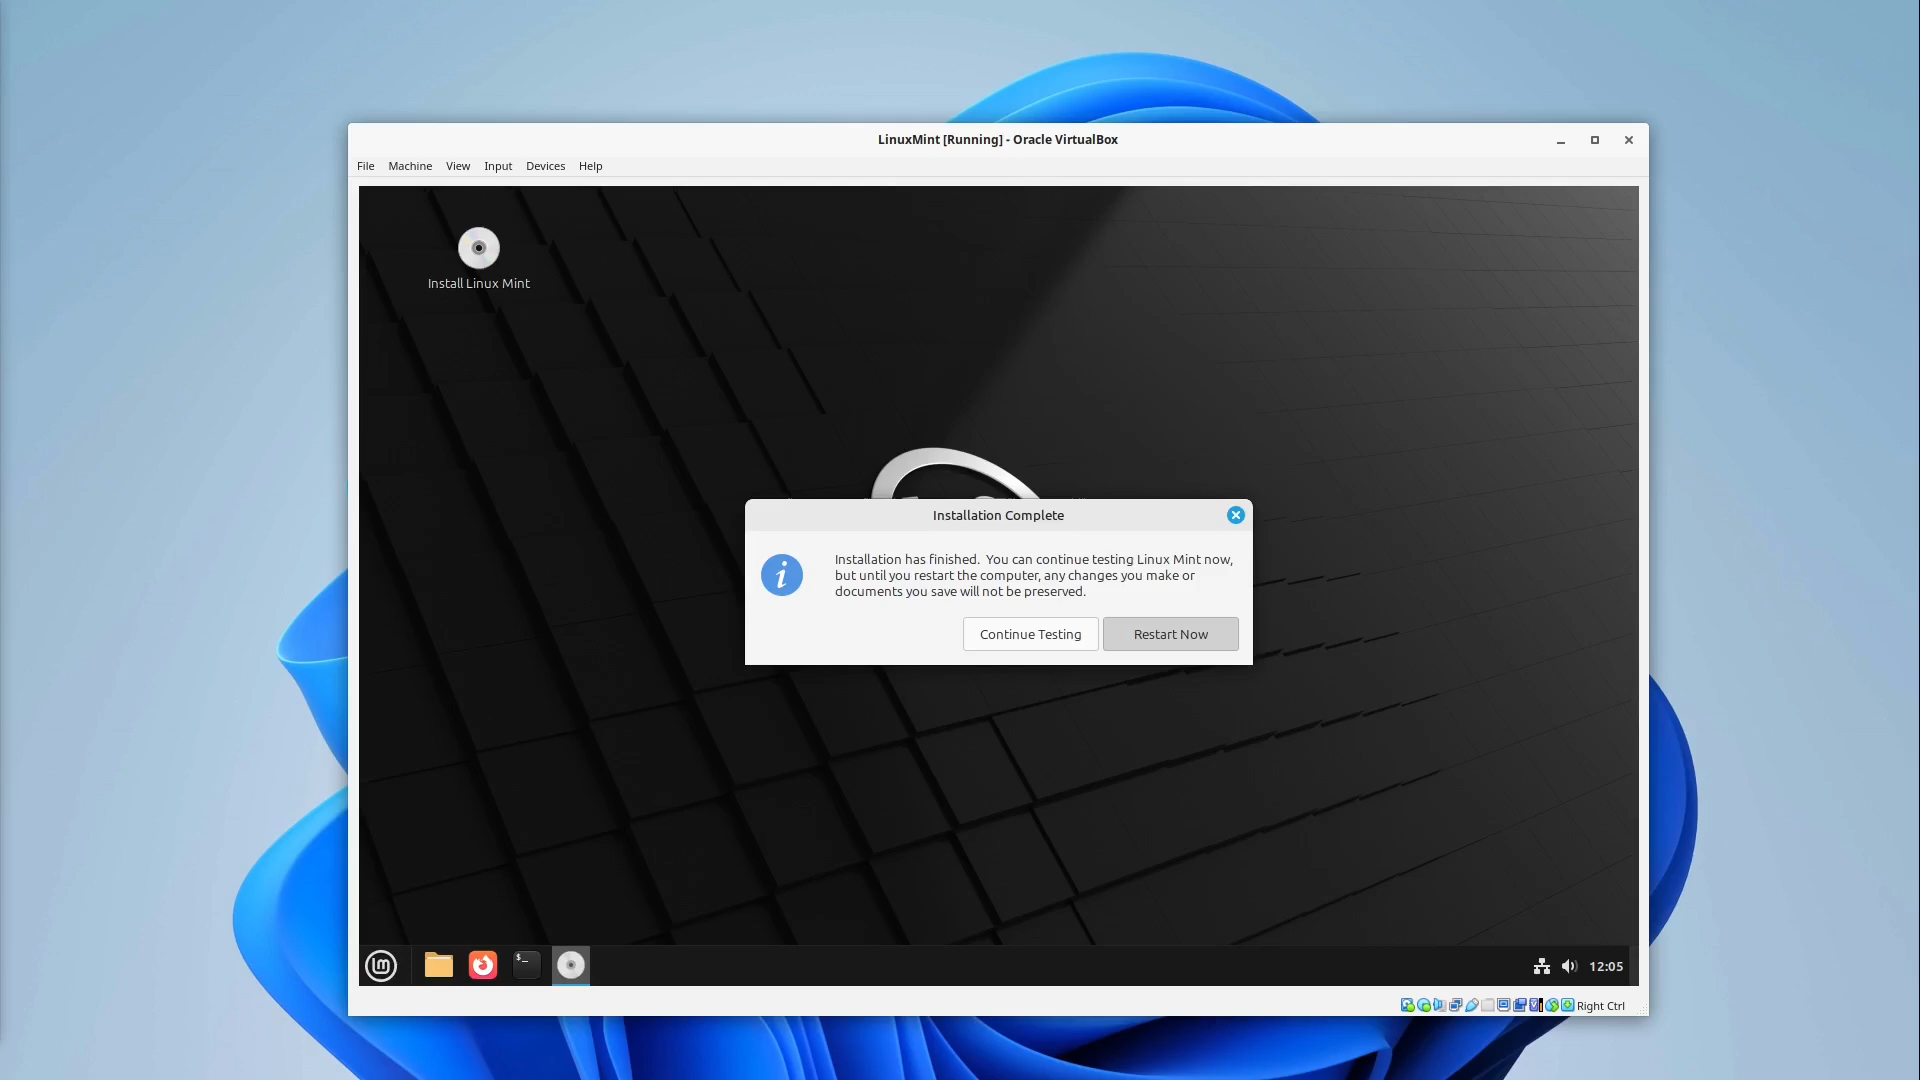 LinuxMint [Running] - Oracle VirtualBox
File Machine View Input Devices Help
Install Linux Mint
Installation Complete
Installation has finished.  You can continue testing Linux Mint now,
but until you restart the computer, any changes you make or
documents you save will not be preserved.
Continue Testing Restart Now
12:05
Right Ctrl